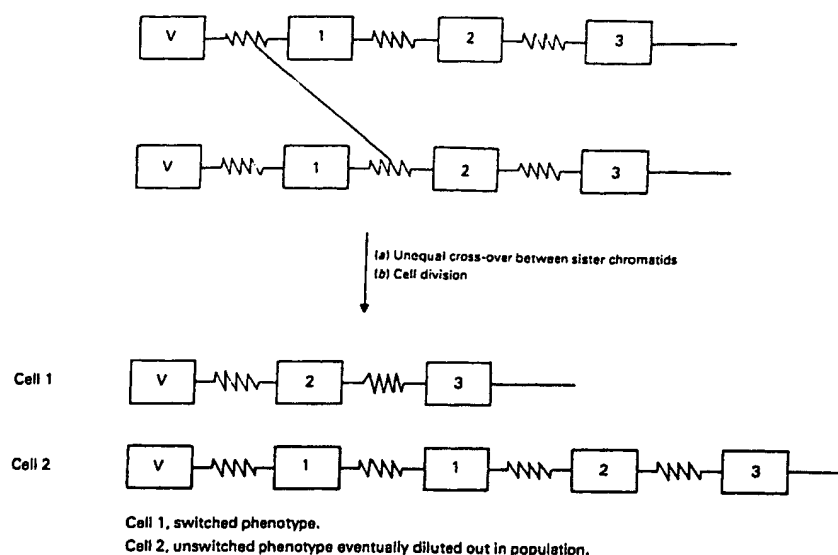 V 1 2 3
V 1 2 3
(a) Unequal cross-over between sister chromatids
(b) Cell division
Cell 1 V 2 3
Cell 2 V 1 1 2 3
Cell 1, switched phenotype.
Cell 2, unswitched phenotype eventually diluted out in population.